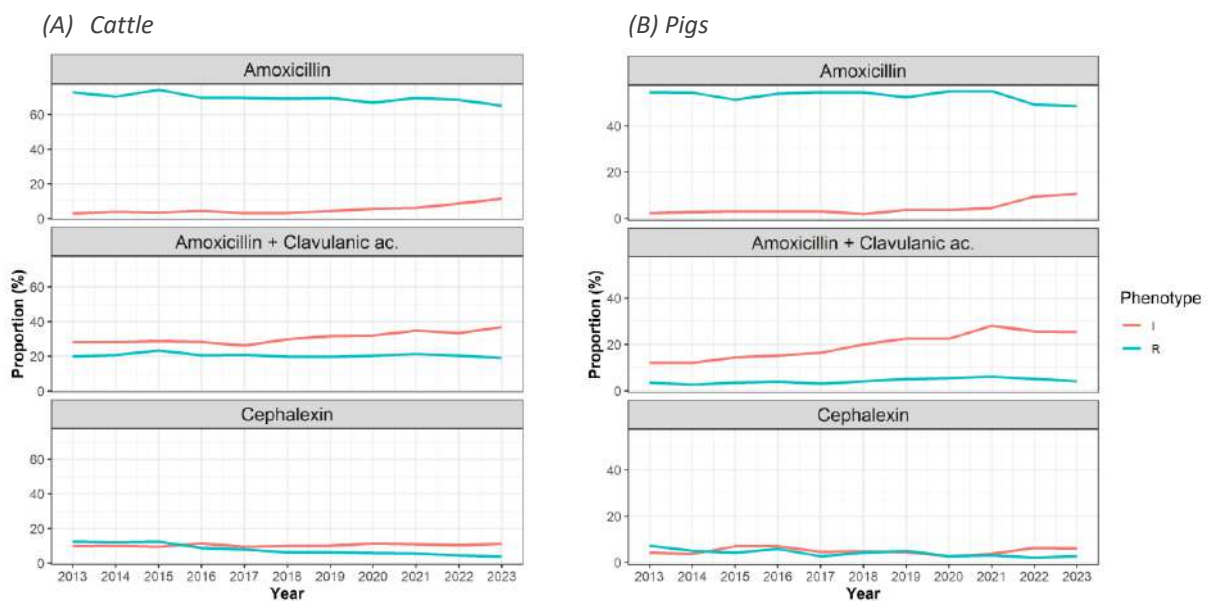 (A) Cattle
Amoxicillin
60
40
20
0
Amoxicillin + Clavulanic ac.
60
40
20
0
Cephalexin
60
40
20
0
2013 2014 2015 2016 2017 2018 2019 2020 2021 2022 2023
Year
Proportion (%)
(B) Pigs
Amoxicillin
40
20
0
Amoxicillin + Clavulanic ac.
40
20
0
Cephalexin
40
20
0
2013 2014 2015 2016 2017 2018 2019 2020 2021 2022 2023
Year
Proportion (%)
Phenotype
I
R